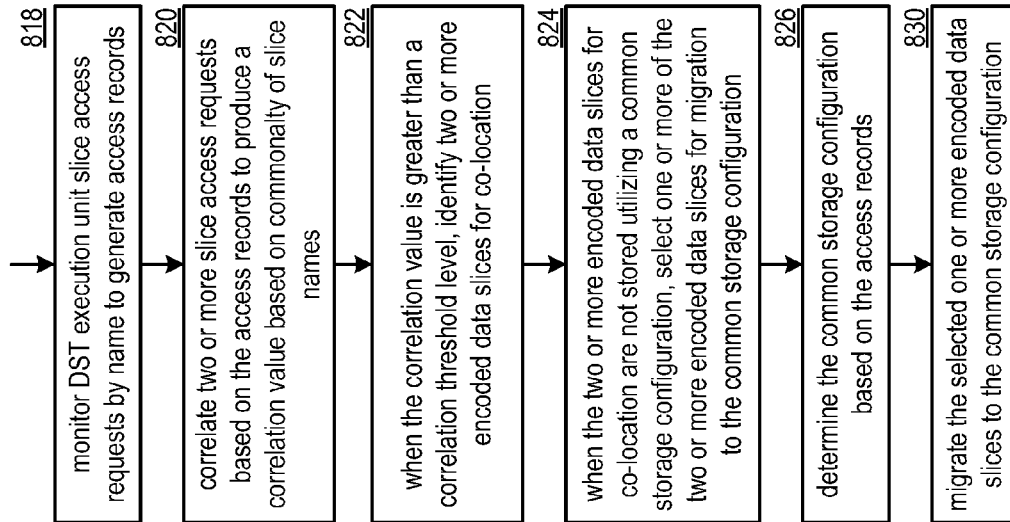 818
monitor DST execution unit slice access
requests by name to generate access records
820
correlate two or more slice access requests
based on the access records to produce a
correlation value based on commonalty of slice
names
822
when the correlation value is greater than a
correlation threshold level, identify two or more
encoded data slices for co-location
824
when the two or more encoded data slices for
co-location are not stored utilizing a common
storage configuration, select one or more of the
two or more encoded data slices for migration
to the common storage configuration
826
determine the common storage configuration
based on the access records
830
migrate the selected one or more encoded data
slices to the common storage configuration